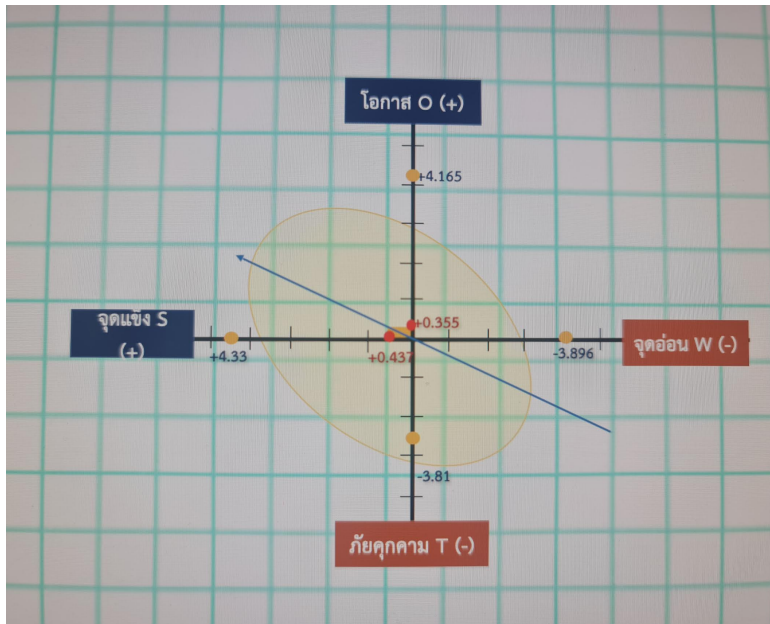 โอกาส O (+)
+4.165
จุดแข็ง S
(+)
+0.355
จุดอ่อน W (-)
+4.33
+0.437
-3.896
-3.81
ภัยคุกคาม T (-)